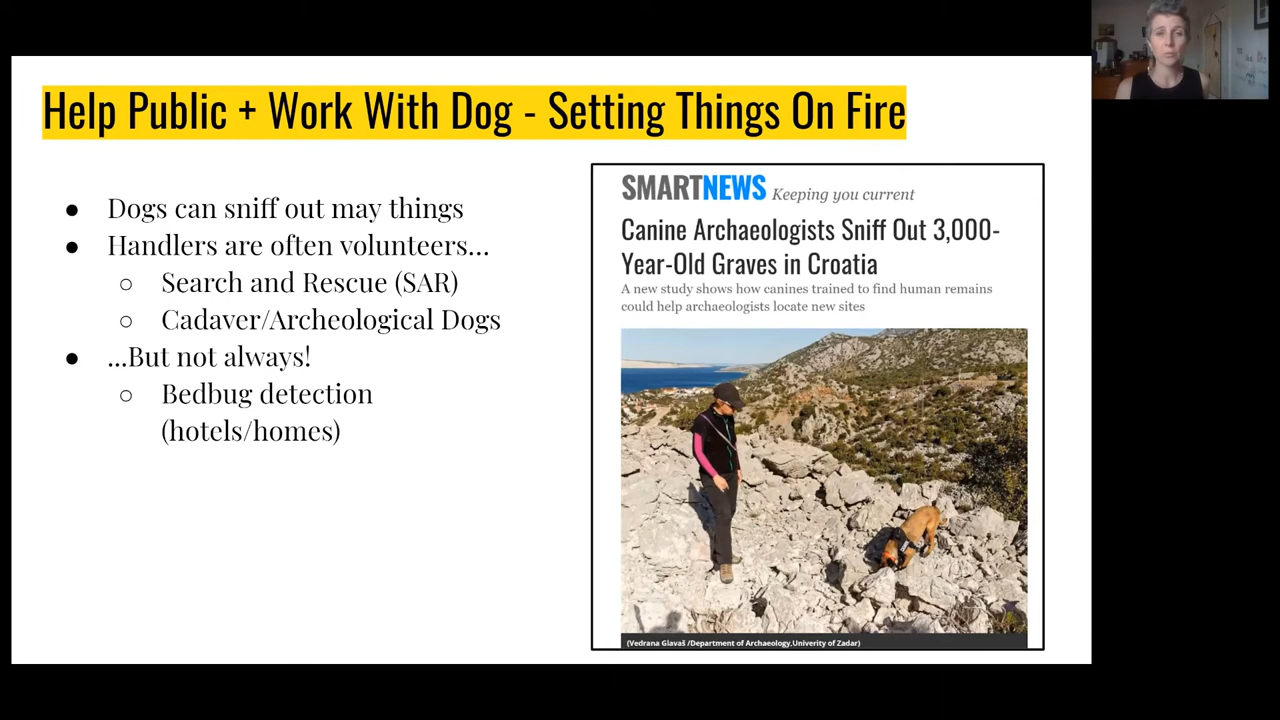 Help Public + Work With Dog - Setting Things On Fire
● Dogs can sniff out may things
● Handlers are often volunteers...
○ Search and Rescue (SAR)
○ Cadaver/Archeological Dogs
● ...But not always!
○ Bedbug detection
(hotels/homes)
SMARTNEWS Keeping you current
Canine Archaeologists Sniff Out 3,000-
Year-Old Graves in Croatia
A new study shows how canines trained to find human remains
could help archaeologists locate new sites
(Vedrana Glavaš /Department of Archaeology,Univerity of Zadar)